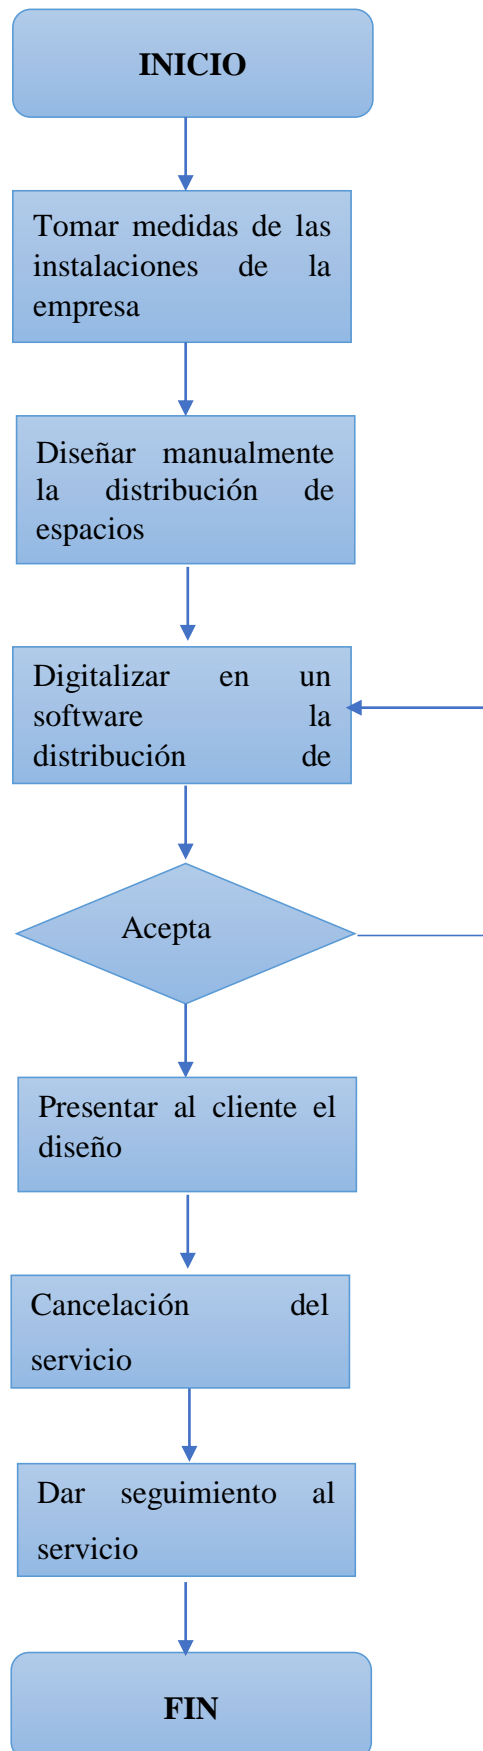 INICIO
Tomar medidas de las
instalaciones de la
empresa
Diseñar manualmente
la distribución de
espacios
Digitalizar en un
software la
distribución de
Acepta
Presentar al cliente el
diseño
Cancelación del
servicio
Dar seguimiento al
servicio
FIN